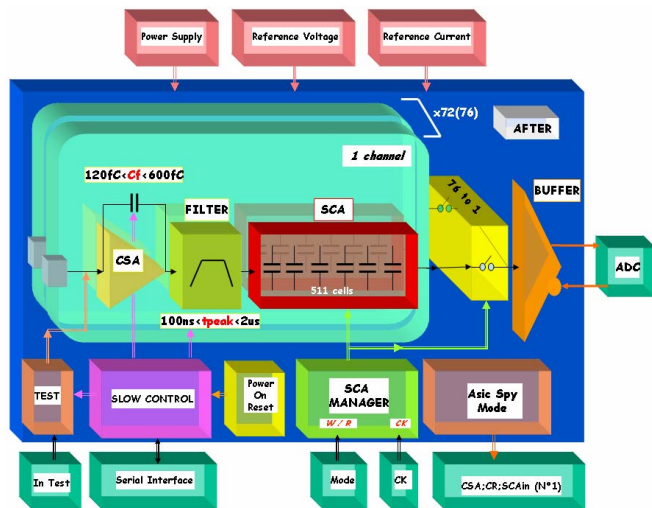 Power Supply
Reference Voltage
Reference Current
x72(76)
AFTER
1 channel
120fC<Cf<600fC
FILTER
SCA
76 to 1
BUFFER
CSA
ADC
511 cells
100ns<tpeak<2us
TEST
SLOW CONTROL
Power
On
Reset
SCA
MANAGER
W / R
CK
Asic Spy
Mode
In Test
Serial Interface
Mode
CK
CSA;CR;SCAin (N°1)